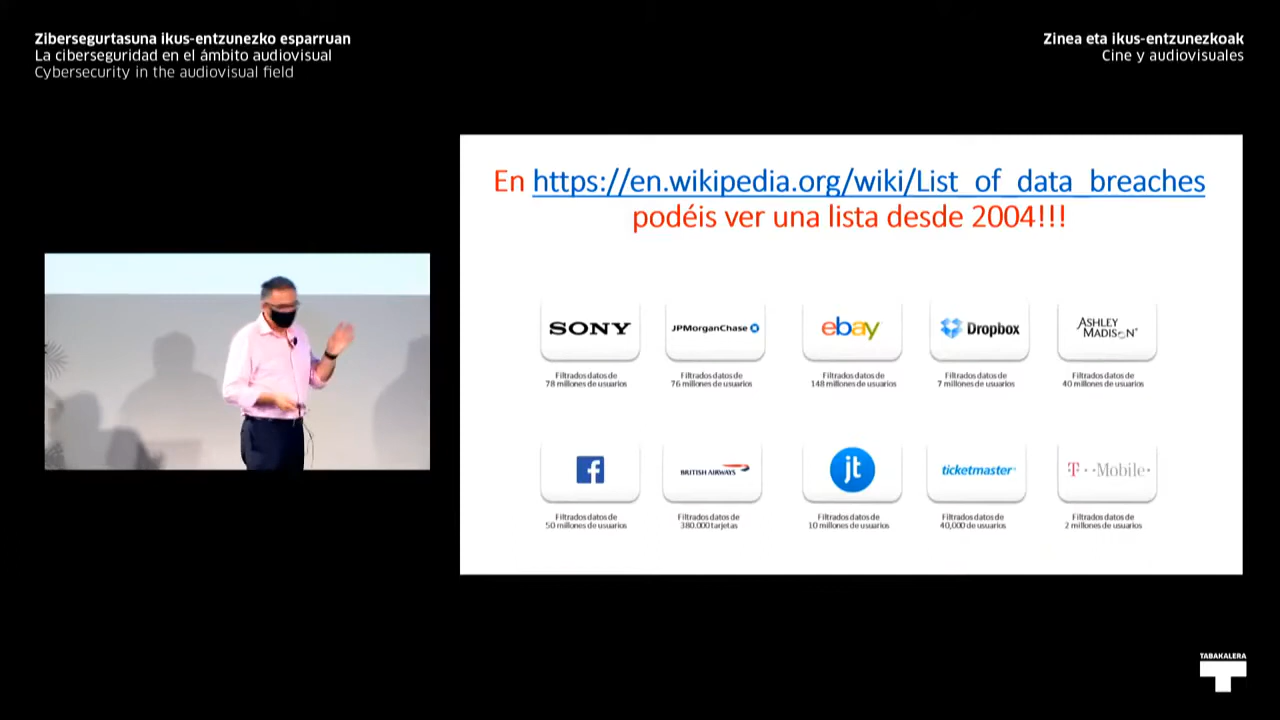 Zibersegurtasuna ikus-entzunezko esparruan
La ciberseguridad en el ámbito audiovisual
Cybersecurity in the audiovisual field
Zinea eta ikus-entzunezkoak
Cine y audiovisuales
En https://en.wikipedia.org/wiki/List_of_data_breaches
podéis ver una lista desde 2004!!!
SONY
JPMorganChase
ebay
Dropbox
ASHLEY
MADISON
Filtrados datos de
78 millones de usuarios
Filtrados datos de
76 millones de usuarios
Filtrados datos de
148 millones de usuarios
Filtrados datos de
7 millones de usuarios
Filtrados datos de
40 millones de usuarios
f
BRITISH AIRWAYS
jt
ticketmaster
T··Mobile·
Filtrados datos de
50 millones de usuarios
Filtrados datos de
380.000 tarjetas
Filtrados datos de
10 millones de usuarios
Filtrados datos de
40,000 de usuarios
Filtrados datos de
2 millones de usuarios
TABAKALERA
T